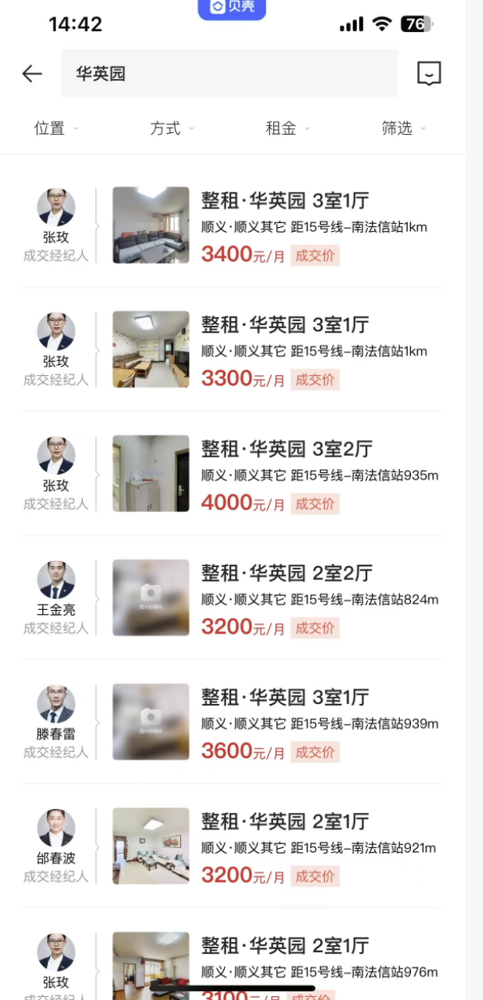 贝壳
14:42
76
华英园
位置
方式
租金
筛选
整租·华英园 3室1厅
顺义·顺义其它 距15号线-南法信站1km
3400元/月 成交价
张玫
成交经纪人
整租·华英园 3室1厅
顺义·顺义其它 距15号线-南法信站1km
3300元/月 成交价
张玫
成交经纪人
整租·华英园 3室2厅
顺义·顺义其它 距15号线-南法信站935m
4000元/月 成交价
张玫
成交经纪人
整租·华英园 2室2厅
顺义·顺义其它 距15号线-南法信站824m
3200元/月 成交价
王金亮
成交经纪人
整租·华英园 3室1厅
顺义·顺义其它 距15号线-南法信站939m
3600元/月 成交价
滕春雷
成交经纪人
整租·华英园 2室1厅
顺义·顺义其它 距15号线-南法信站921m
3200元/月 成交价
邰春波
成交经纪人
整租·华英园 2室1厅
顺义·顺义其它 距15号线-南法信站976m
3100元/月 成交价
张玫
成交经纪人